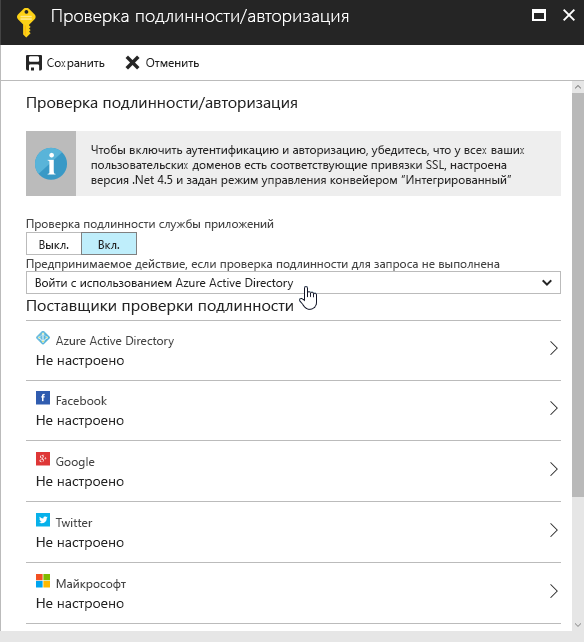 Проверка подлинности/авторизация
Сохранить Отменить
Проверка подлинности/авторизация
Чтобы включить аутентификацию и авторизацию, убедитесь, что у всех ваших
пользовательских доменов есть соответствующие привязки SSL, настроена
версия .Net 4.5 и задан режим управления конвейером "Интегрированный"
Проверка подлинности службы приложений
Выкл. Вкл.
Предпринимаемое действие, если проверка подлинности для запроса не выполнена
Войти с использованием Azure Active Directory
Поставщики проверки подлинности
Azure Active Directory
Не настроено
Facebook
Не настроено
Google
Не настроено
Twitter
Не настроено
Майкрософт
Не настроено